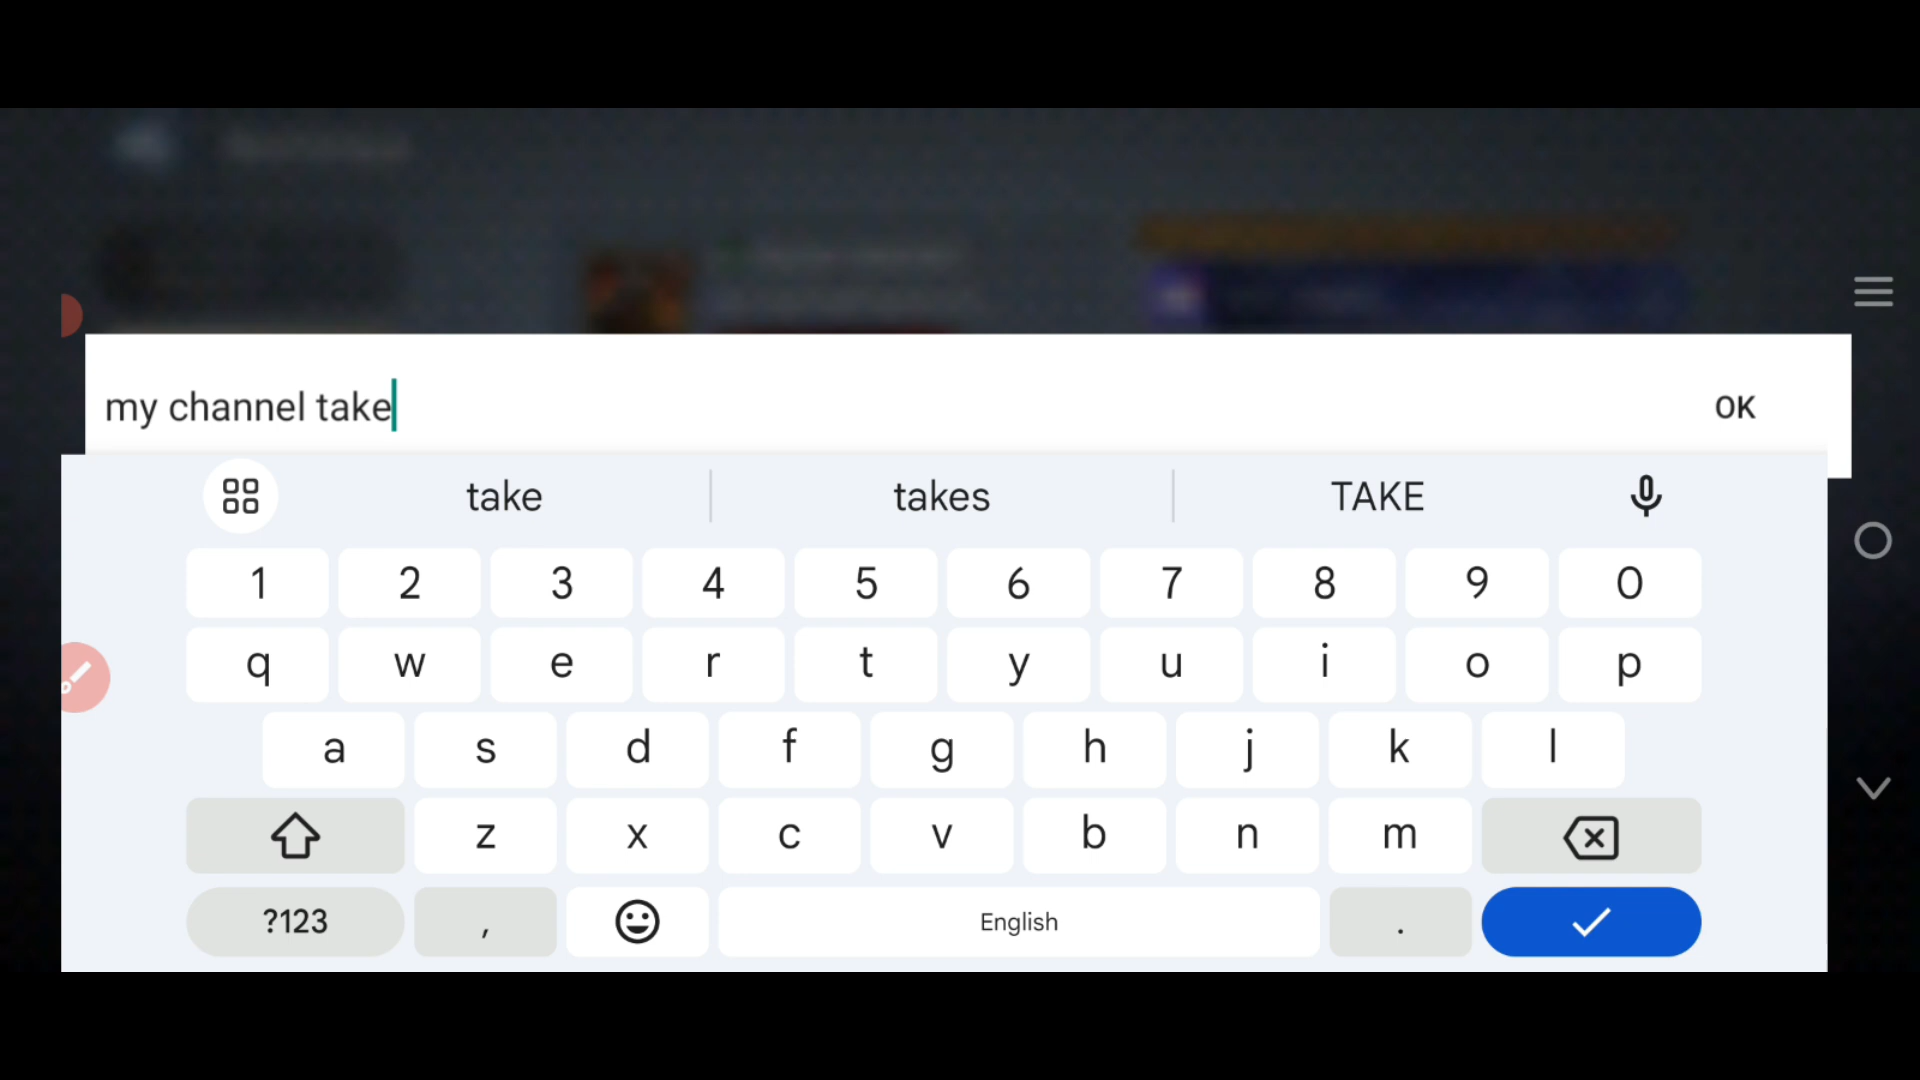 my channel take
OK
take takes TAKE
1 2 3 4 5 6 7 8 9 0
q w e r t y u i o p
a s d f g h j k l
z x c v b n m
?123 , English .